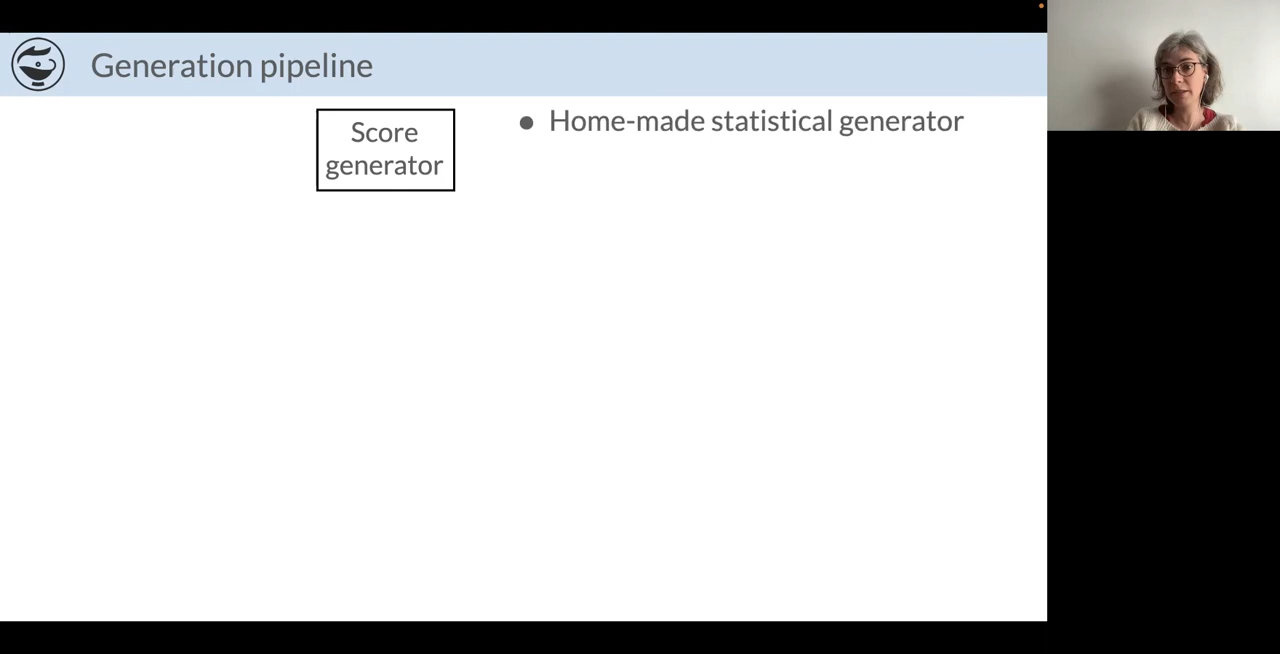 Generation pipeline
Score
generator
● Home-made statistical generator